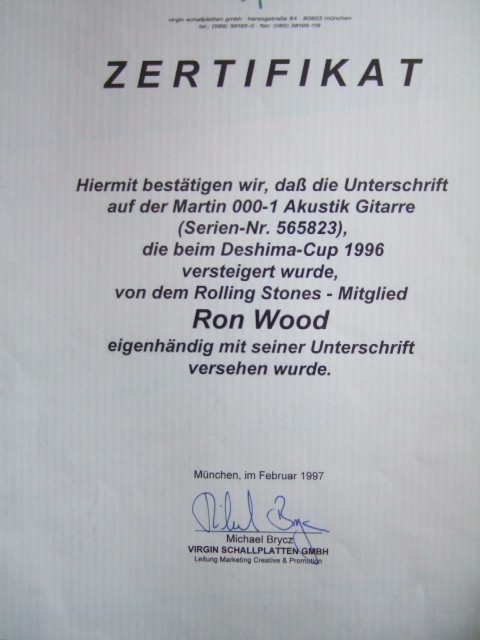 virgin schallplatten gmbh · herzogstraße 64 · 80803 münchen
ZERTIFIKAT
Hiermit bestätigen wir, daß die Unterschrift
auf der Martin 000-1 Akustik Gitarre
(Serien-Nr. 565823),
die beim Deshima-Cup 1996
versteigert wurde,
von dem Rolling Stones - Mitglied
Ron Wood
eigenhändig mit seiner Unterschrift
versehen wurde.
München, im Februar 1997
Michael Brycz
VIRGIN SCHALLPLATTEN GMBH
Leitung Marketing Creative & Promotion